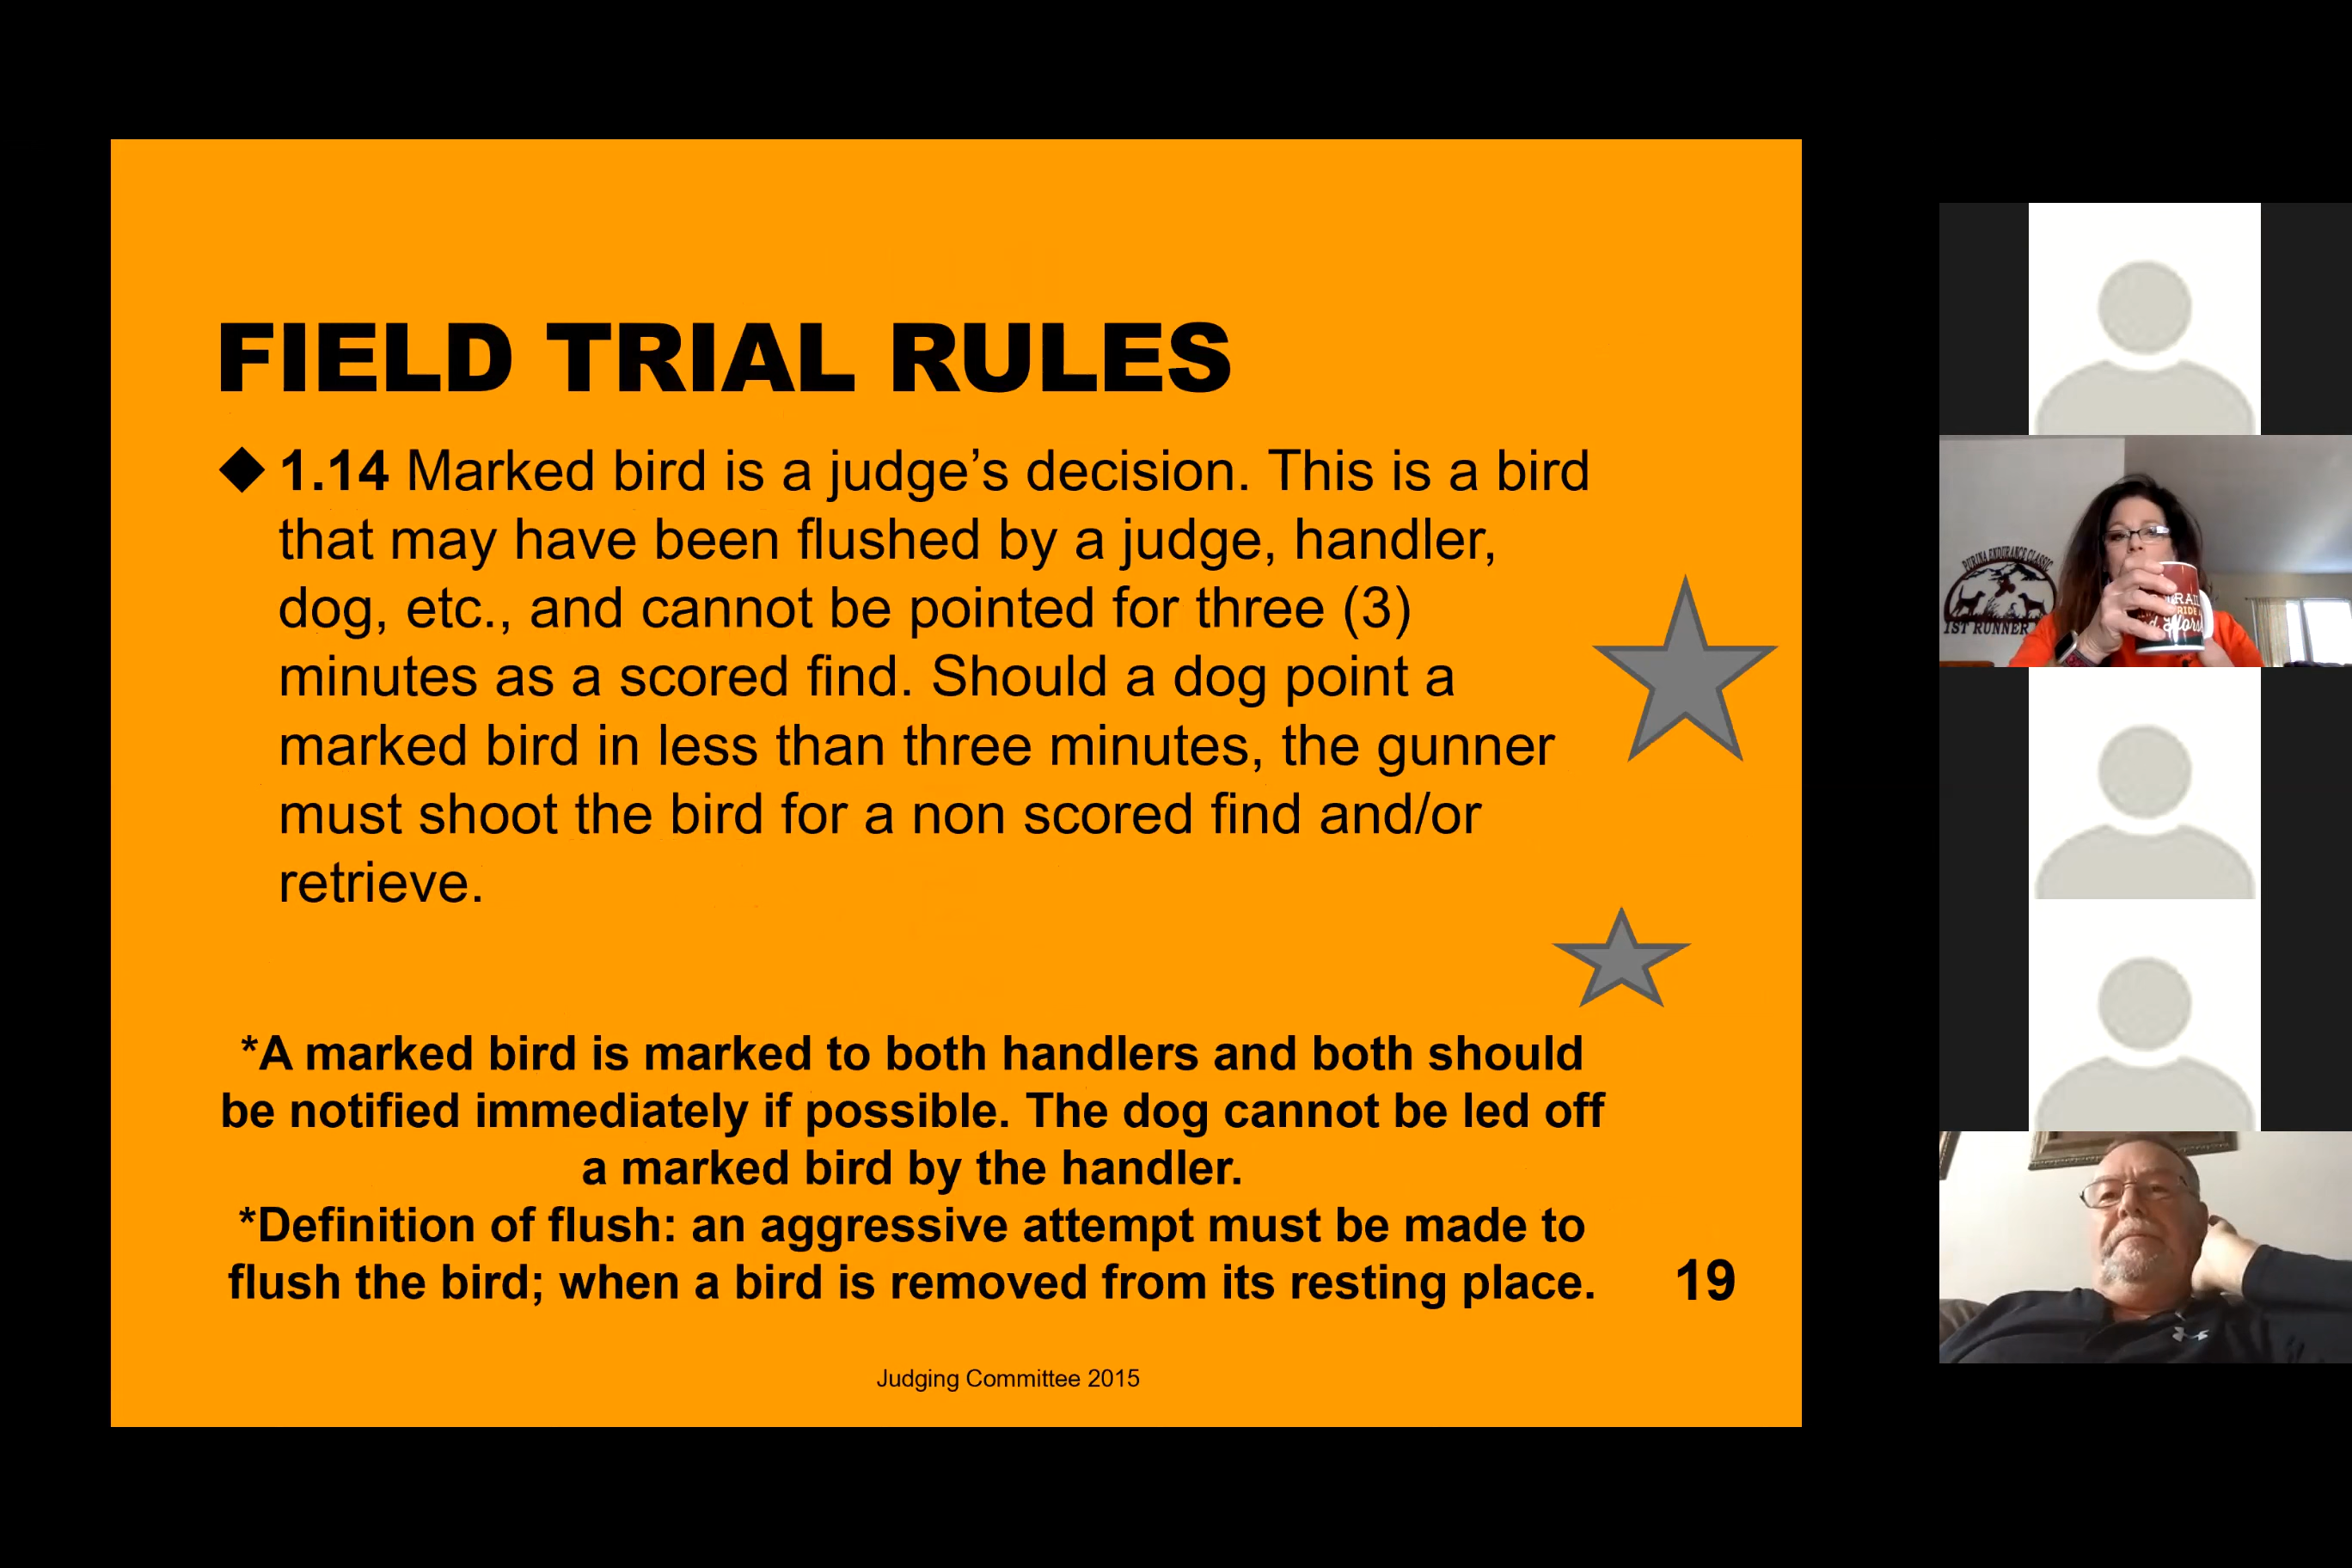 FIELD TRIAL RULES
1.14 Marked bird is a judge’s decision. This is a bird
that may have been flushed by a judge, handler,
dog, etc., and cannot be pointed for three (3)
minutes as a scored find. Should a dog point a
marked bird in less than three minutes, the gunner
must shoot the bird for a non scored find and/or
retrieve.
*A marked bird is marked to both handlers and both should
be notified immediately if possible. The dog cannot be led off
a marked bird by the handler.
*Definition of flush: an aggressive attempt must be made to
flush the bird; when a bird is removed from its resting place.
19
Judging Committee 2015
PURINA ENDURANCE CLASSIC
1ST RUNNER